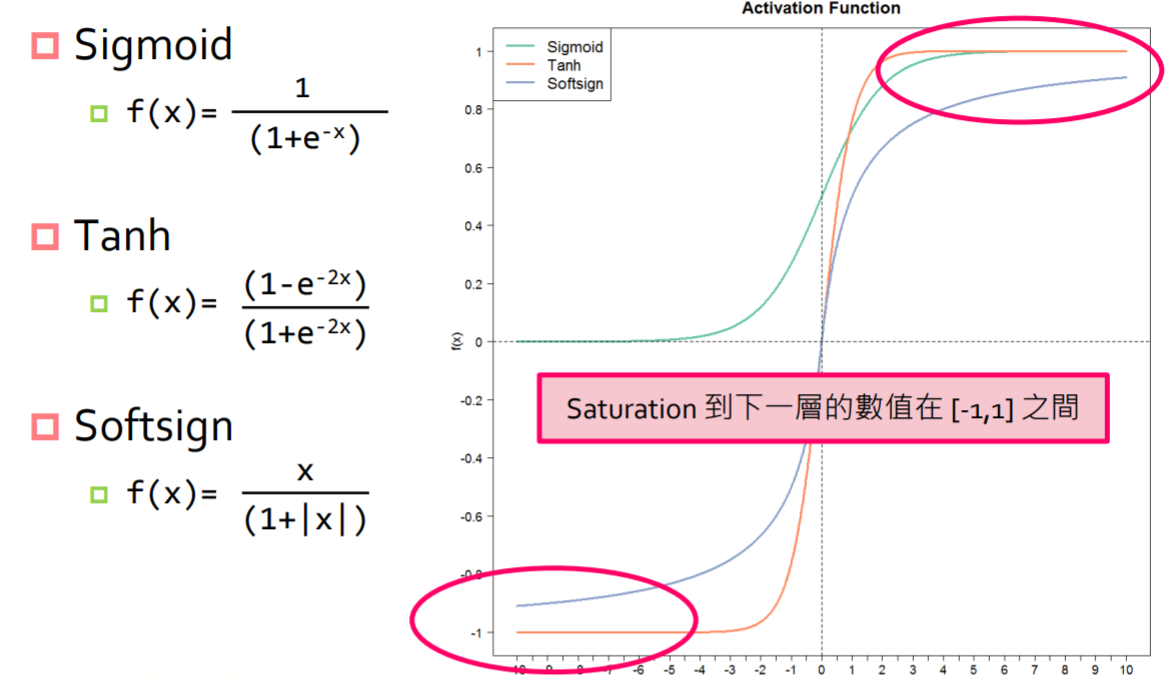 Sigmoid
f(x)= 1
(1+e-x)
Tanh
f(x)= (1-e-2x)
(1+e-2x)
Softsign
f(x)= x
(1+|x|)
Activation Function
Sigmoid
Tanh
Softsign
f(x)
1
0.8
0.6
0.4
0.2
0
-0.2
-0.4
-0.6
-0.8
-1
Saturation 到下一層的數值在 [-1,1] 之間
-10 -9 -8 -7 -6 -5 -4 -3 -2 -1 0 1 2 3 4 5 6 7 8 9 10